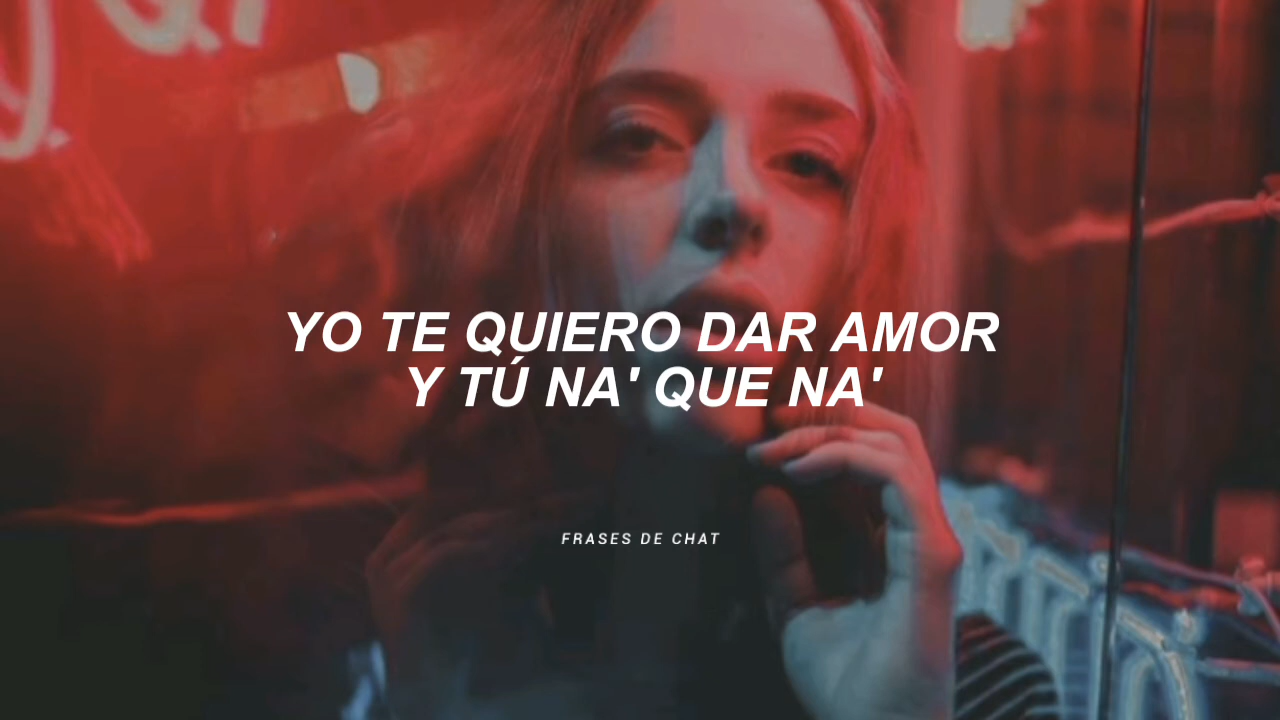 YO TE QUIERO DAR AMOR
Y TÚ NA' QUE NA'
FRASES DE CHAT